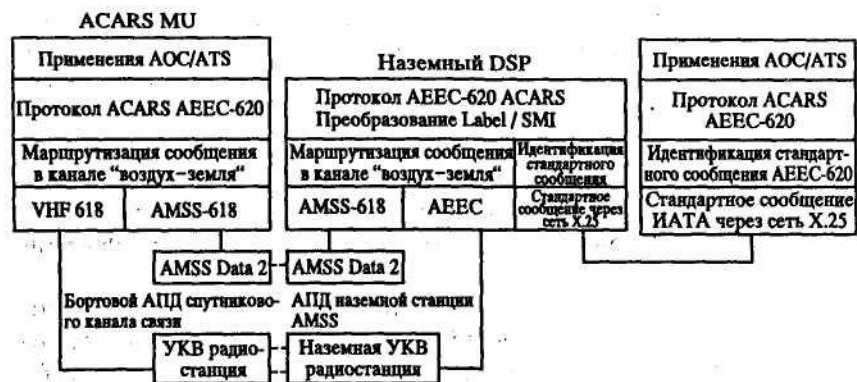 ACARS MU
Применения AOC/ATS
Протокол ACARS AEEC-620
Маршрутизация сообщения
в канале "воздух–земля"
VHF 618
AMSS-618
Наземный DSP
Протокол AEEC-620 ACARS
Преобразование Label / SMI
Маршрутизация сообщения
в канале "воздух–земля"
Идентификация
стандартного
сообщения
AMSS-618
AEEC
Стандартное
сообщение через
сеть X.25
Применения AOC/ATS
Протокол ACARS
AEEC-620
Идентификация стандарт-
ного сообщения AEEC-620
Стандартное сообщение
ИАТА через сеть X.25
AMSS Data 2
AMSS Data 2
Бортовой АПД спутниково-
го канала связи
АПД наземной станции
AMSS
УКВ радио-
станция
Наземная УКВ
радиостанция